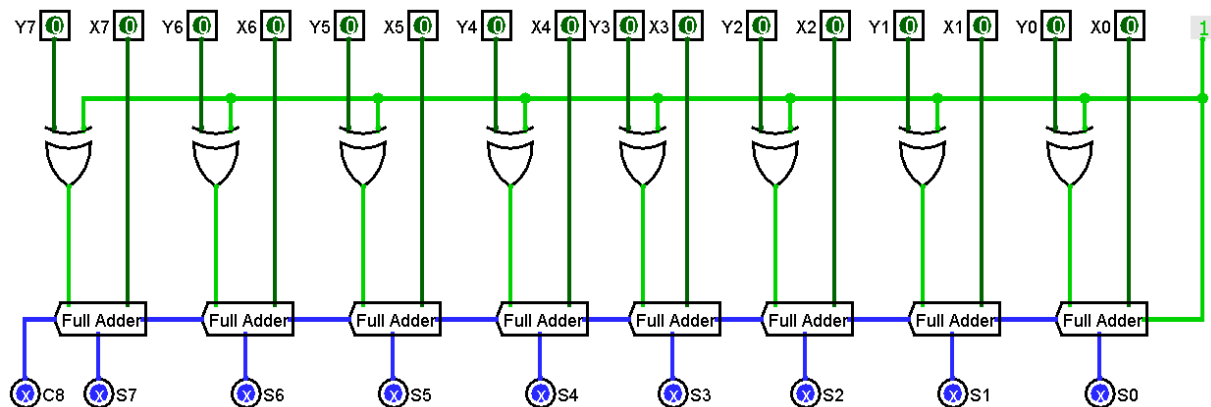 Y7 0 X7 0 Y6 0 X6 0 Y5 0 X5 0 Y4 0 X4 0 Y3 0 X3 0 Y2 0 X2 0 Y1 0 X1 0 Y0 0 X0 0 1
Full Adder Full Adder Full Adder Full Adder Full Adder Full Adder Full Adder Full Adder
x C8 x S7 x S6 x S5 x S4 x S3 x S2 x S1 x S0